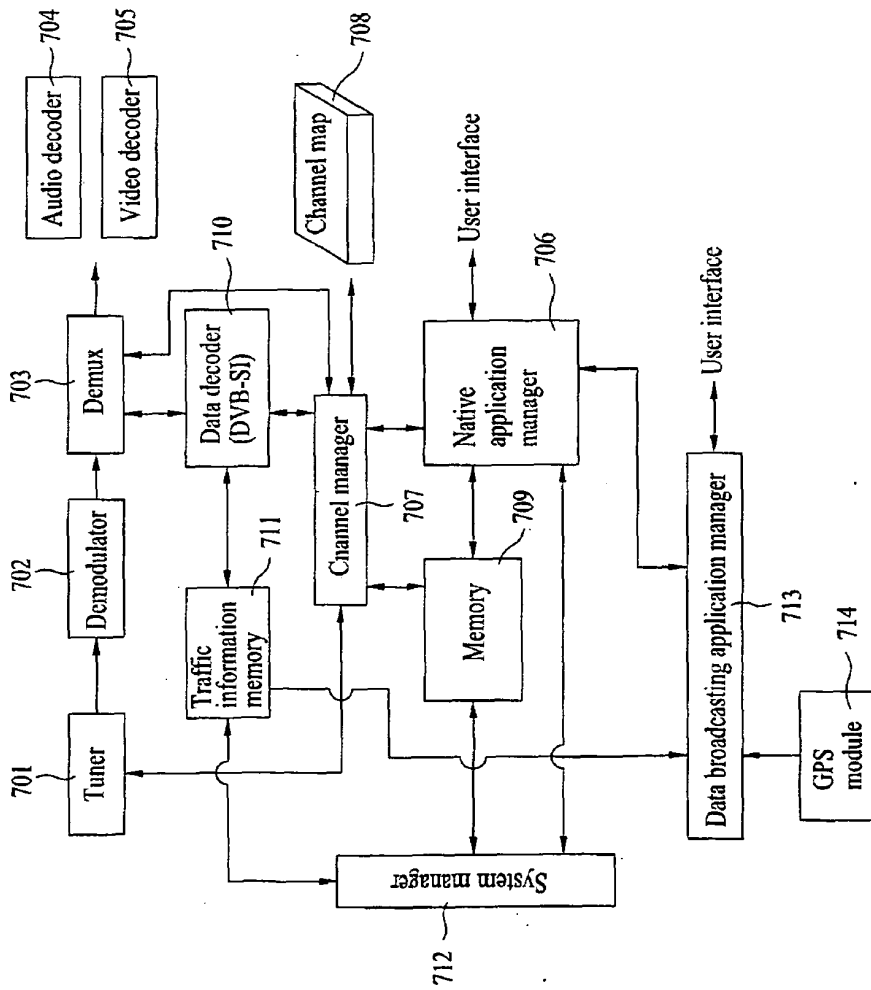 701
Tuner
702
Demodulator
703
Demux
Audio decoder
704
Video decoder
705
Traffic
information
memory
711
Data decoder
(DVB-SI)
710
Cnannel manager
707
Channel map
708
System manager
712
Memory
709
Native
application
manager
706
User interface
Data broadcasting application manager
713
User interface
GPS
module
714